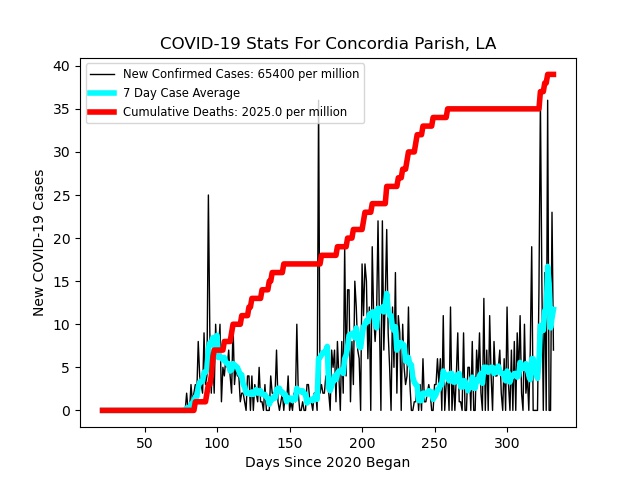 COVID-19 Stats For Concordia Parish, LA
New Confirmed Cases: 65400 per million
7 Day Case Average
Cumulative Deaths: 2025.0 per million
New COVID-19 Cases
40
35
30
25
20
15
10
5
0
50
100
150
200
250
300
Days Since 2020 Began